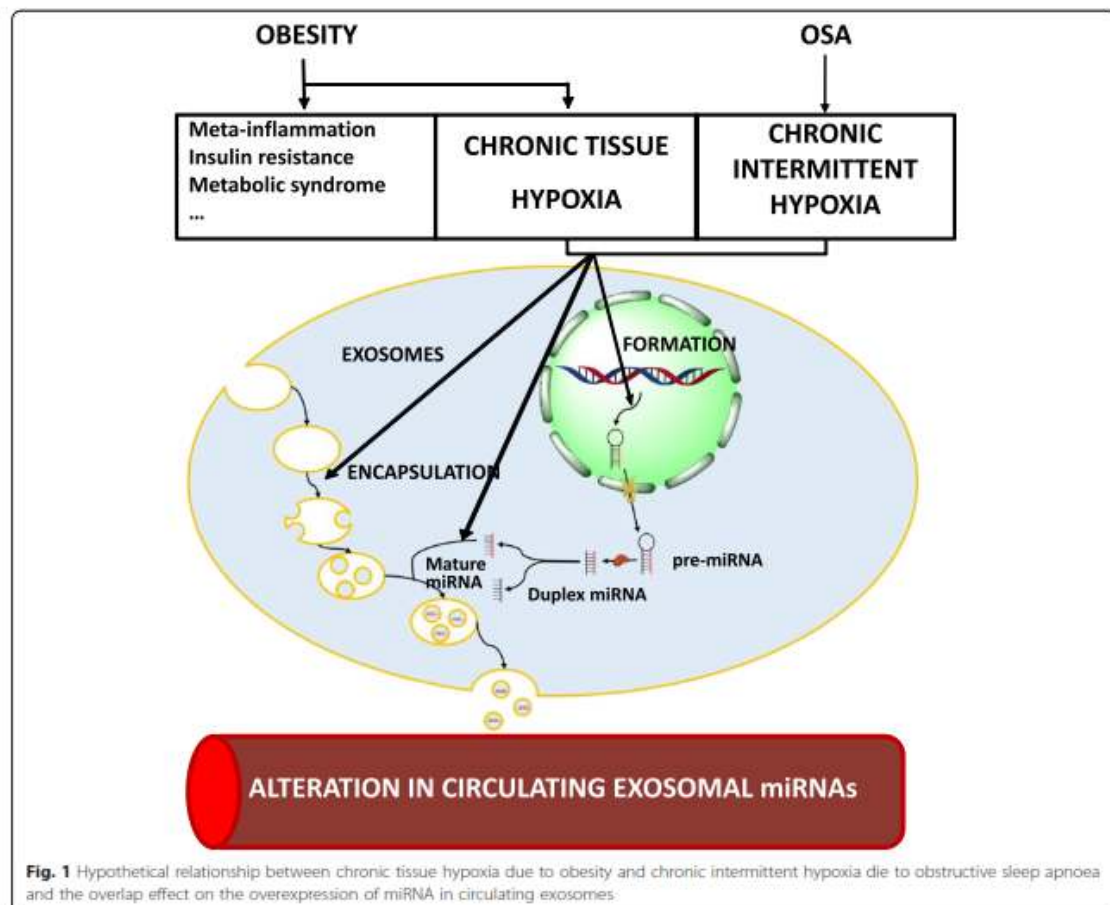 OBESITY
OSA
Meta-inflammation
Insulin resistance
Metabolic syndrome
...
CHRONIC TISSUE
HYPOXIA
CHRONIC
INTERMITTENT
HYPOXIA
EXOSOMES
FORMATION
ENCAPSULATION
Mature
miRNA
Duplex miRNA
pre-miRNA
ALTERATION IN CIRCULATING EXOSOMAL miRNAs
Fig. 1 Hypothetical relationship between chronic tissue hypoxia due to obesity and chronic intermittent hypoxia die to obstructive sleep apnoea
and the overlap effect on the overexpression of miRNA in circulating exosomes